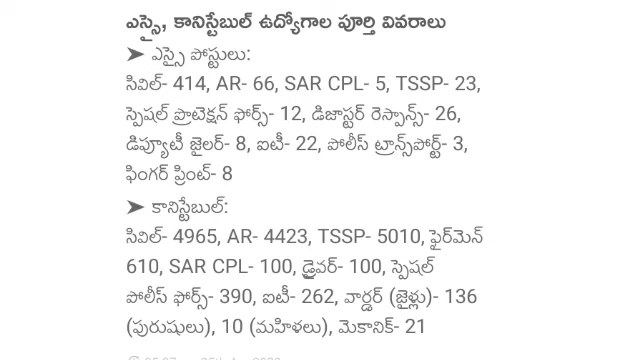 ఎస్సై, కానిస్టేబుల్ ఉద్యోగాల పూర్తి వివరాలు
➤ ఎస్సై పోస్టులు:
సివిల్- 414, AR- 66, SAR CPL- 5, TSSP- 23,
స్పెషల్ ప్రొటెక్షన్ ఫోర్స్- 12, డిజాస్టర్ రెస్పాన్స్- 26,
డిప్యూటీ జైలర్- 8, ఐటీ- 22, పోలీస్ ట్రాన్స్‌పోర్ట్- 3,
ఫింగర్ ప్రింట్- 8
➤ కానిస్టేబుల్:
సివిల్- 4965, AR- 4423, TSSP- 5010, ఫైర్‌మెన్
610, SAR CPL- 100, డ్రైవర్- 100, స్పెషల్
పోలీస్ ఫోర్స్- 390, ఐటీ- 262, వార్డర్ (జైళ్లు)- 136
(పురుషులు), 10 (మహిళలు), మెకానిక్- 21